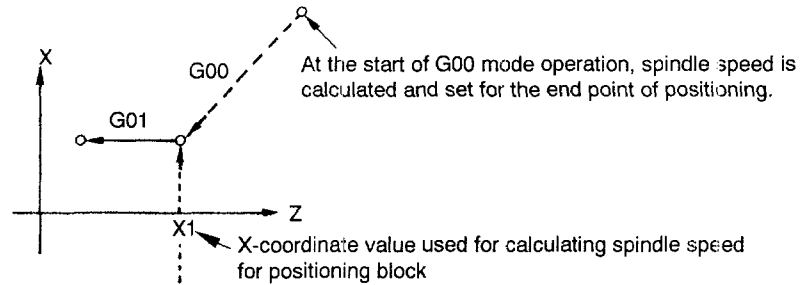 X
G00
At the start of G00 mode operation, spindle speed is
calculated and set for the end point of positioning.
G01
Z
X1
X-coordinate value used for calculating spindle speed
for positioning block